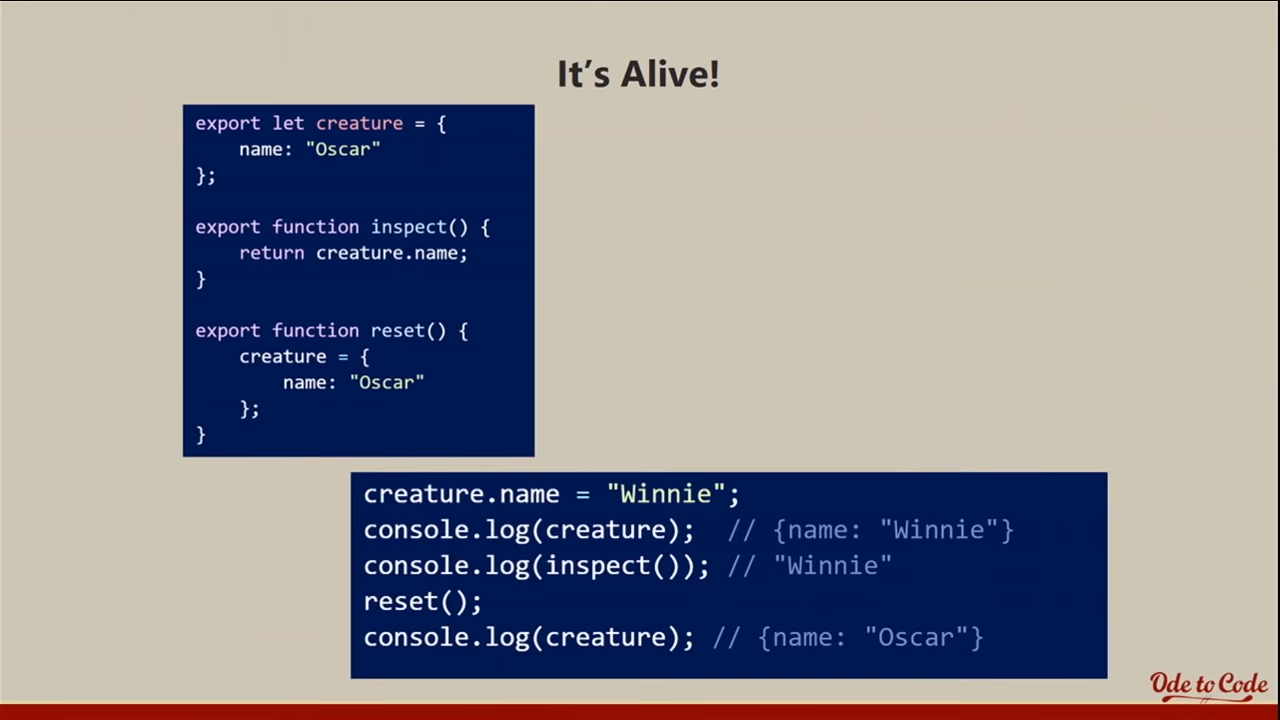 It's Alive!
export let creature = {
    name: "Oscar"
};
export function inspect() {
    return creature.name;
}
export function reset() {
    creature = {
        name: "Oscar"
    };
}
creature.name = "Winnie";
console.log(creature);  // {name: "Winnie"}
console.log(inspect()); // "Winnie"
reset();
console.log(creature); // {name: "Oscar"}
Ode to Code